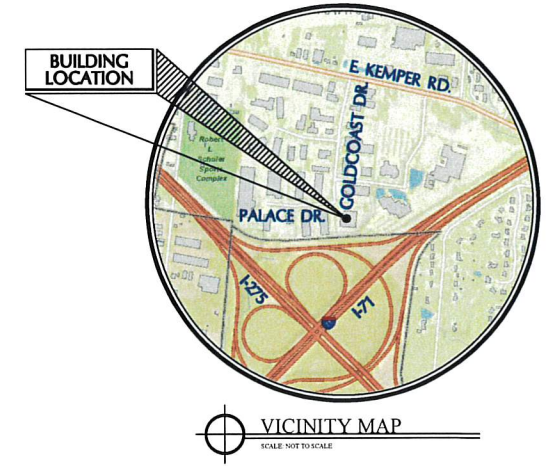 BUILDING
LOCATION
E. KEMPER RD.
GOLDCOAST DR.
Robert
L
Schuler
Sports
Complex
PALACE DR.
I-275
I-71
VICINITY MAP
SCALE: NOT TO SCALE